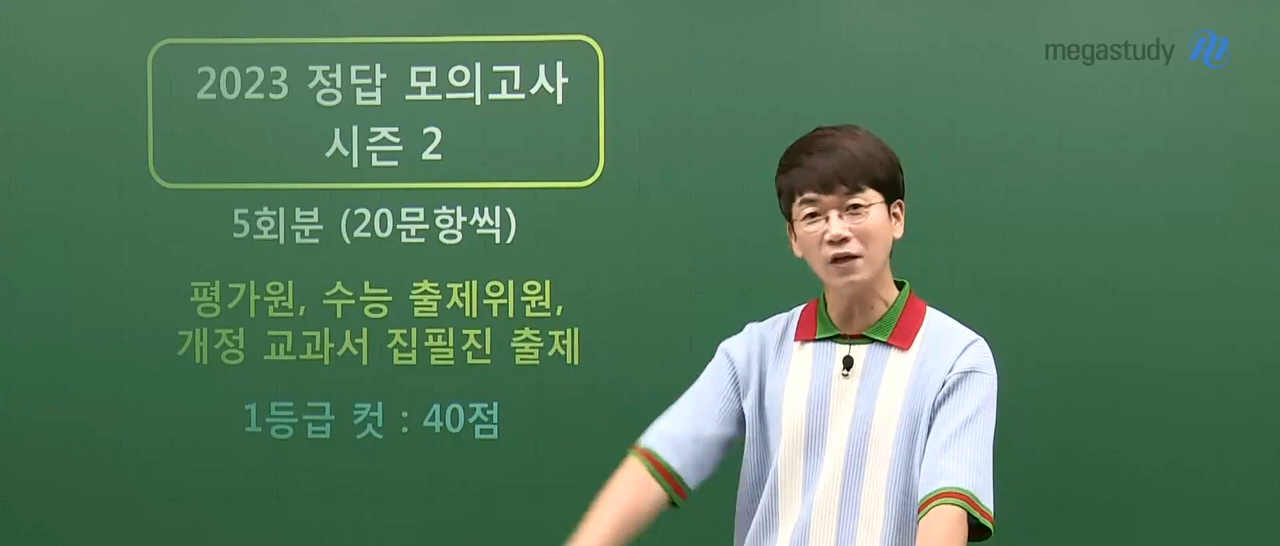 2023 정답 모의고사
시즌 2
5회분 (20문항씩)
평가원, 수능 출제위원,
개정 교과서 집필진 출제
1등급 컷 : 40점
megastudy